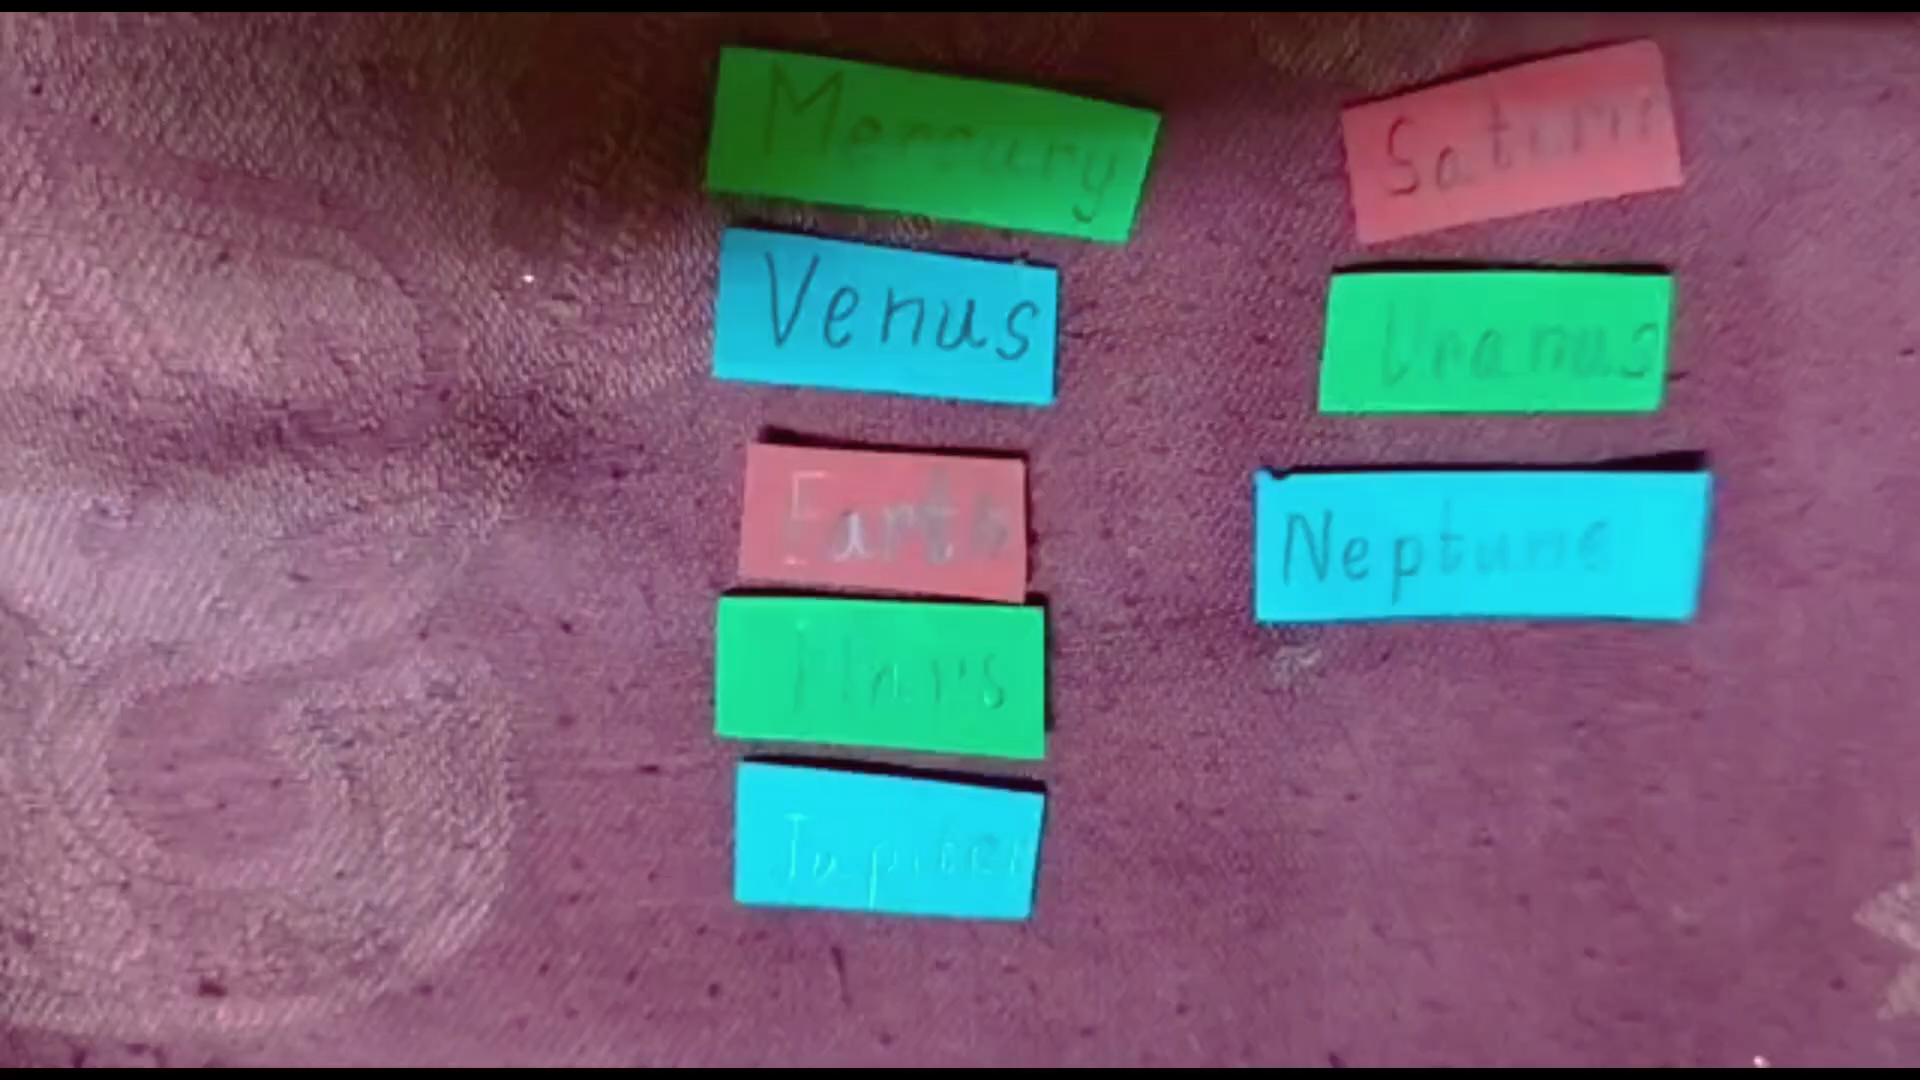 Mercury
Venus
Earth
Mars
Jupiter
Saturn
Uranus
Neptune